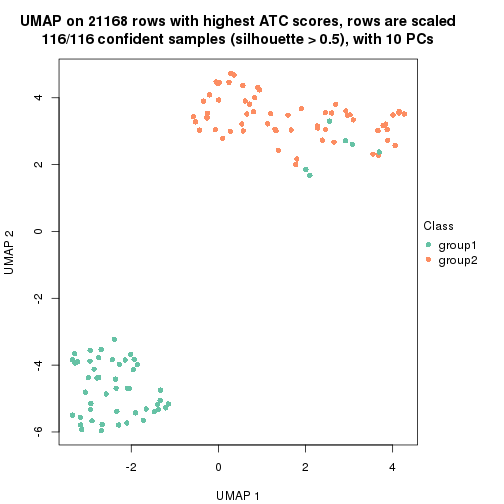 UMAP on 21168 rows with highest ATC scores, rows are scaled
116/116 confident samples (silhouette > 0.5), with 10 PCs
UMAP 2
4
2
0
-2
-4
-6
-2
0
2
4
UMAP 1
Class
group1
group2